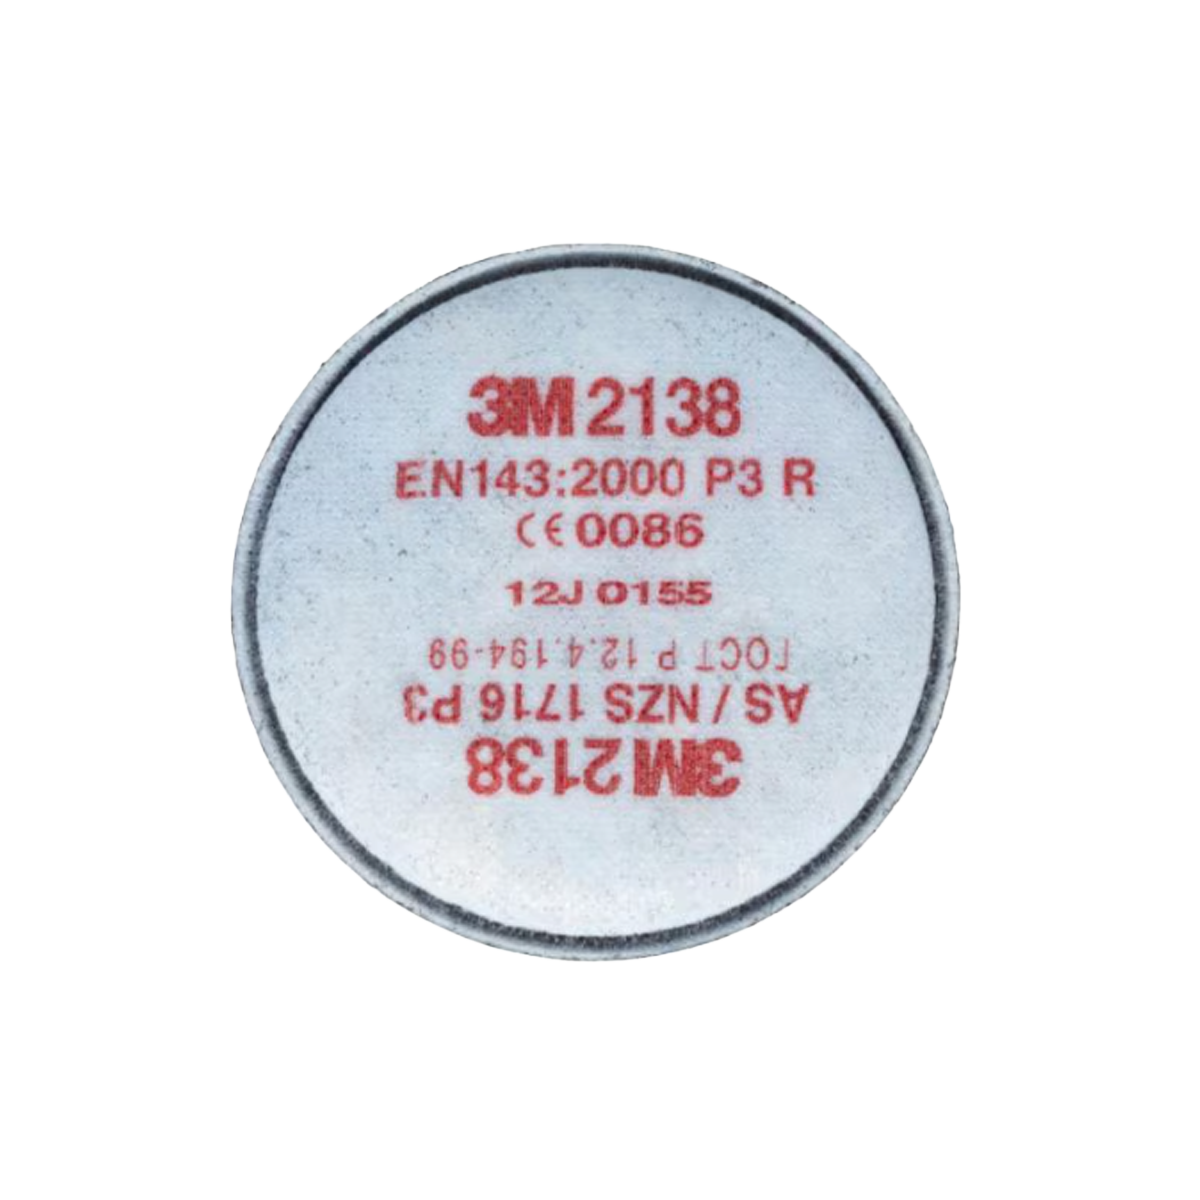 3M 2138
EN143:2000 P3 R
CE 0086
12J 0155
ГОСТ Р 12.4.194-99
AS / NZS 1716 P3
3M 2138